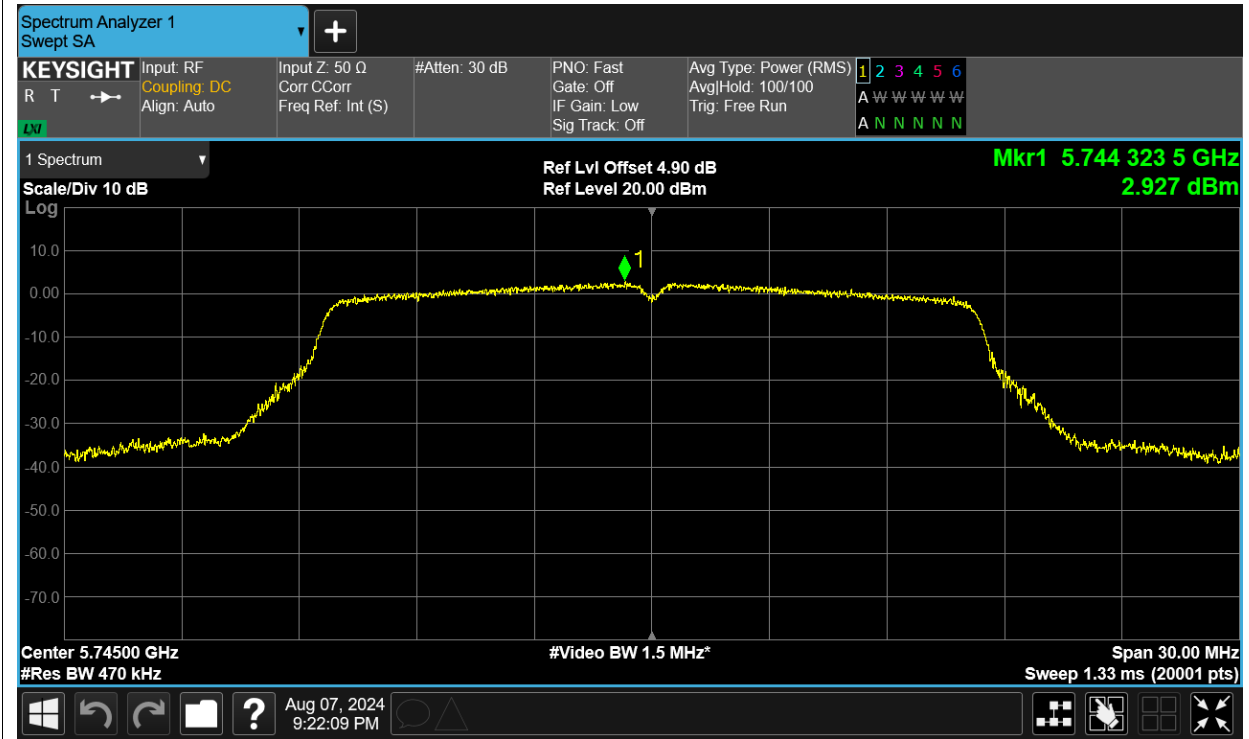 Spectrum Analyzer 1
Swept SA
KEYSIGHT
R T
LXI
Input: RF
Coupling: DC
Align: Auto
Input Z: 50 Ω
Corr CCorr
Freq Ref: Int (S)
#Atten: 30 dB
PNO: Fast
Gate: Off
IF Gain: Low
Sig Track: Off
Avg Type: Power (RMS)
Avg|Hold: 100/100
Trig: Free Run
1 2 3 4 5 6
A W W W W W
A N N N N N
1 Spectrum
Scale/Div 10 dB
Log
Ref Lvl Offset 4.90 dB
Ref Level 20.00 dBm
Mkr1 5.744 323 5 GHz
2.927 dBm
1
10.0
0.00
-10.0
-20.0
-30.0
-40.0
-50.0
-60.0
-70.0
Center 5.74500 GHz
#Res BW 470 kHz
#Video BW 1.5 MHz*
Span 30.00 MHz
Sweep 1.33 ms (20001 pts)
?
Aug 07, 2024
9:22:09 PM